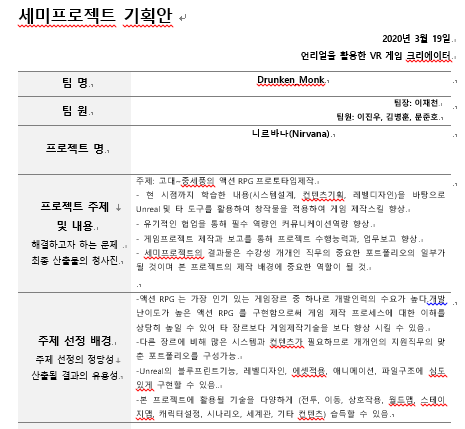 세미프로젝트 기획안
2020년 3월 19일
언리얼을 활용한 VR 게임 크리에이터
팀 명
Drunken_Monk
팀 원
팀장: 이재천
팀원: 이진우, 김병훈, 문준호
프로젝트 명
니르바나(Nirvana)
프로젝트 주제
및 내용
해결하고자 하는 문제
최종 산출물의 청사진
주제: 고대~중세풍의 액션 RPG 프로토타입제작
- 현 시점까지 학습한 내용(시스템설계, 컨텐츠기획, 레벨디자인)을 바탕으로
Unreal 및 타 도구를 활용하여 창작물을 적용하여 게임 제작스킬 향상
- 유기적인 협업을 통해 필수 역량인 커뮤니케이션역량 향상
- 게임프로젝트 제작과 보고를 통해 프로젝트 수행능력과, 업무보고 향상
- 세미프로젝트의 결과물은 수강생 개개인 직무의 중요한 포트폴리오의 일부가
될 것이며 본 프로젝트의 제작 배경에 중요한 역할이 될 것
주제 선정 배경
주제 선정의 정당성
산출될 결과의 유용성
-액션 RPG 는 가장 인기 있는 게임장르 중 하나로 개발인력의 수요가 높다.개발
난이도가 높은 액션 RPG 를 구현함으로써 게임 제작 프로세스에 대한 이해를
상당히 높일 수 있어 타 장르보다 게임제작기술을 보다 향상 시킬 수 있음
-다른 장르에 비해 많은 시스템과 컨텐츠가 필요하므로 개개인의 지원직무의 맞
춘 포트폴리오를 구성가능
-Unreal의 블루프린트기능, 레벨디자인, 에셋적용, 애니메이션, 파일구조에 심도
있게 구현할 수 있음
-본 프로젝트에 활용될 기술을 다양하게 (전투, 이동, 상호작용, 월드맵, 스테이
지맵, 캐릭터설정, 시나리오, 세계관, 기타 컨텐츠) 습득할 수 있음